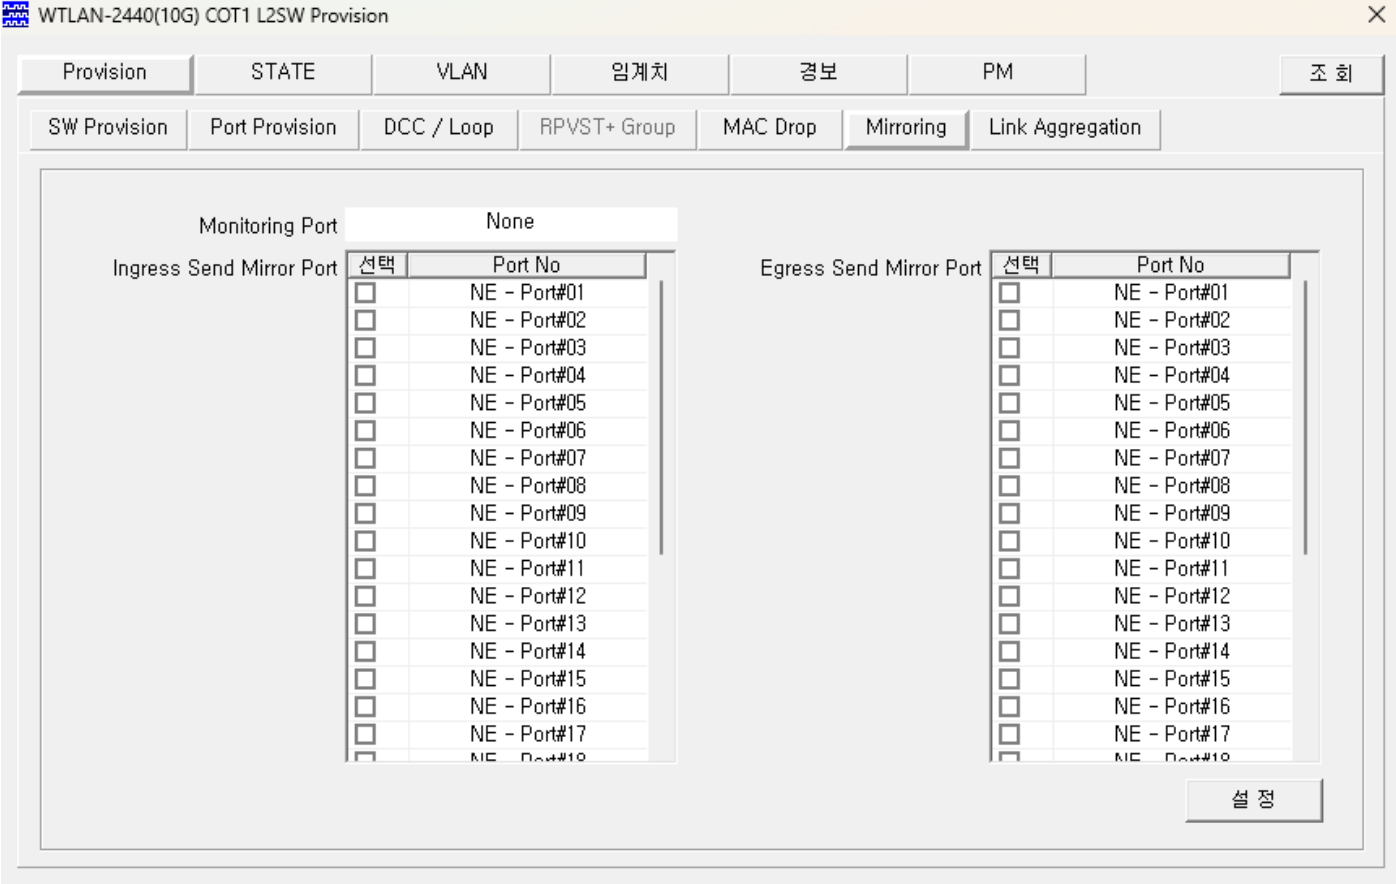 WTLAN-2440(10G) COT1 L2SW Provision
Provision STATE VLAN 임계치 경보 PM 조 회
SW Provision Port Provision DCC / Loop RPVST+ Group MAC Drop Mirroring Link Aggregation
Monitoring Port None
Ingress Send Mirror Port 선택 Port No Egress Send Mirror Port 선택 Port No
NE - Port#01 NE - Port#01
NE - Port#02 NE - Port#02
NE - Port#03 NE - Port#03
NE - Port#04 NE - Port#04
NE - Port#05 NE - Port#05
NE - Port#06 NE - Port#06
NE - Port#07 NE - Port#07
NE - Port#08 NE - Port#08
NE - Port#09 NE - Port#09
NE - Port#10 NE - Port#10
NE - Port#11 NE - Port#11
NE - Port#12 NE - Port#12
NE - Port#13 NE - Port#13
NE - Port#14 NE - Port#14
NE - Port#15 NE - Port#15
NE - Port#16 NE - Port#16
NE - Port#17 NE - Port#17
NE - Port#18 NE - Port#18
설 정